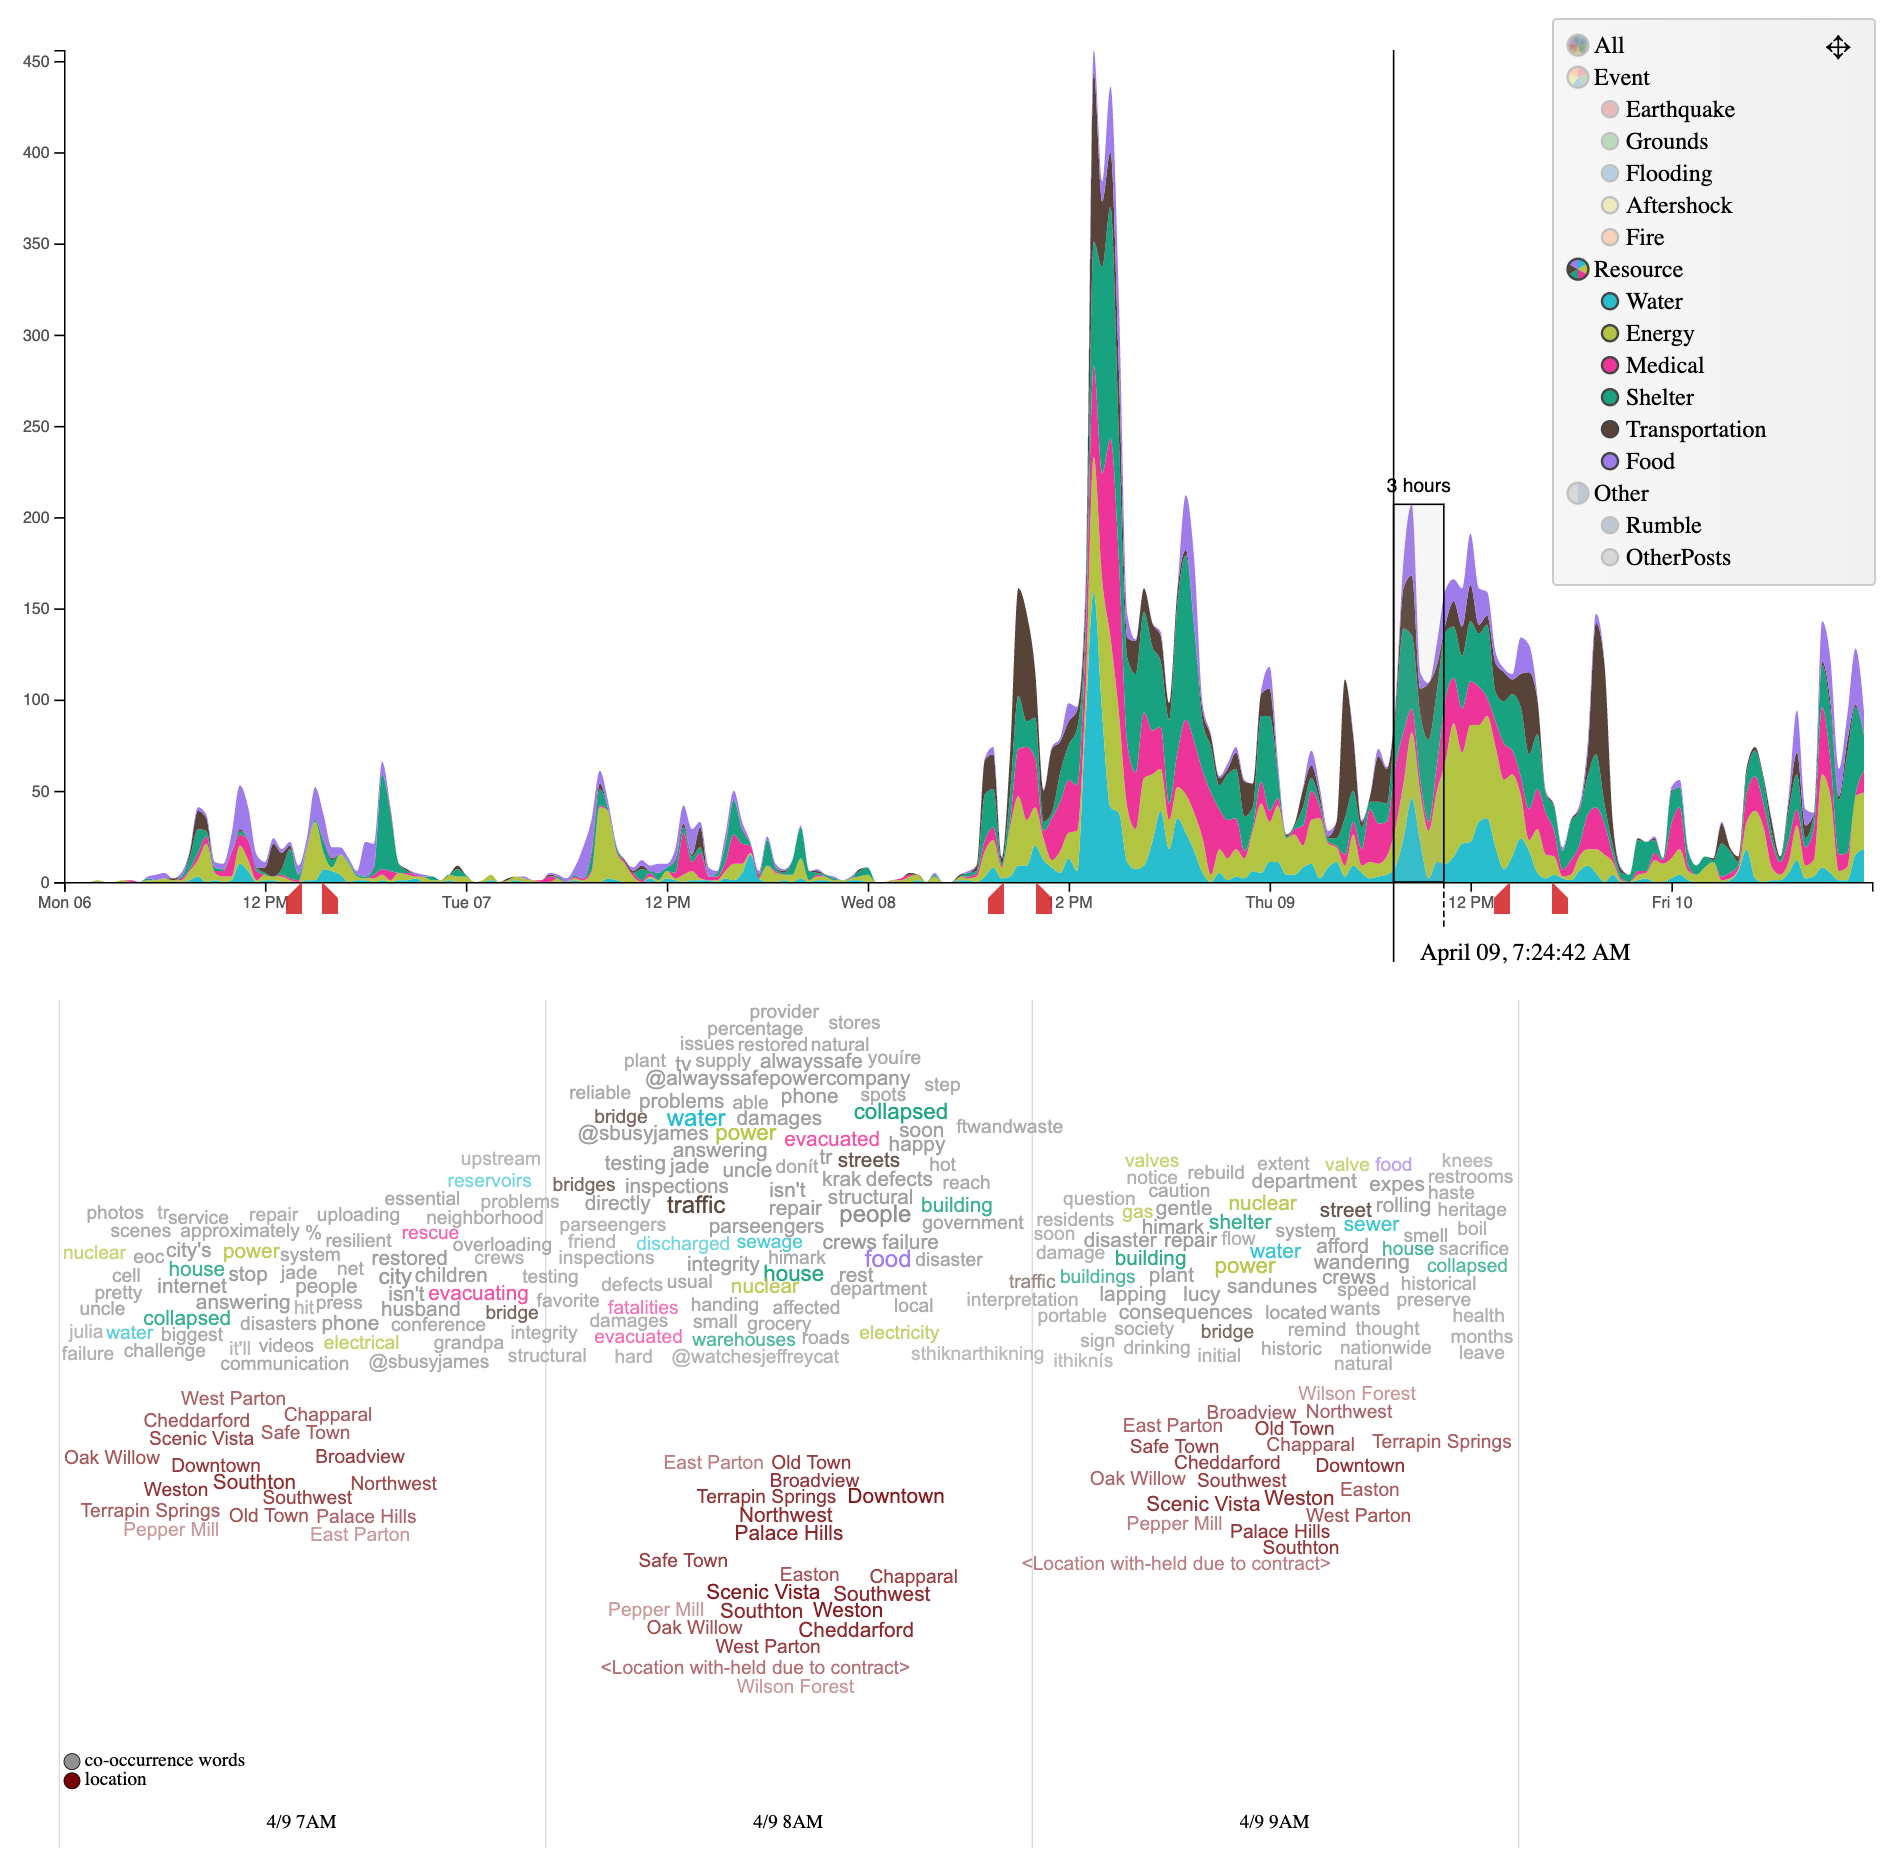 450
400
350
300
250
200
150
100
50
0
Mon 06
12 PM
Tue 07
12 PM
Wed 08
2 PM
Thu 09
12 PM
Fri 10
3 hours
April 09, 7:24:42 AM
All
Event
Earthquake
Grounds
Flooding
Aftershock
Fire
Resource
Water
Energy
Medical
Shelter
Transportation
Food
Other
Rumble
OtherPosts
upstream
reservoirs
essential problems
photos tr service repair uploading neighborhood
scenes approximately % resilient rescue
nuclear eoc city's power system restored overloading crews
cell house stop jade net city children testing
pretty internet people isn't evacuating
uncle answering hit press husband bridge favorite
collapsed disasters phone conference
julia water biggest it'll videos electrical grandpa integrity
failure challenge communication @sbusyjames structural
provider
percentage stores
issues restored natural
plant tv supply alwayssafe youíre
@alwayssafepowercompany step
reliable problems able phone spots
bridge water damages collapsed
@sbusyjames power evacuated soon happy ftwandwaste
answering
testing jade uncle donít tr streets hot
bridges inspections isn't krak defects reach
directly traffic repair structural building
parseengers parseengers people government
friend discharged sewage crews failure
inspections integrity himark food disaster
defects usual nuclear house rest department
fatalities handing affected local interpretation
damages small grocery
evacuated warehouses roads electricity
hard @watchesjeffreycat sthiknarthikning
valves extent valve food knees
notice rebuild department expes restrooms
question caution haste
gas gentle nuclear street rolling heritage
residents himark shelter system sewer smell boil
soon disaster repair flow afford house sacrifice
damage building water wandering collapsed
traffic buildings plant power crews historical
lapping lucy sandunes speed preserve
portable consequences located wants health
society bridge remind thought months
sign drinking initial historic nationwide leave
ithiknís natural
West Parton
Cheddarford Chapparal
Scenic Vista Safe Town
Oak Willow Downtown Broadview
Weston Southton Northwest
Southwest
Terrapin Springs Old Town Palace Hills
Pepper Mill East Parton
East Parton Old Town
Broadview
Terrapin Springs Downtown
Northwest
Palace Hills
Safe Town
Easton Chapparal
Scenic Vista Southwest
Pepper Mill Southton Weston
Oak Willow Cheddarford
West Parton
<Location with-held due to contract>
Wilson Forest
Wilson Forest
Broadview Northwest
East Parton Old Town
Safe Town Chapparal Terrapin Springs
Cheddarford Downtown
Oak Willow Southwest
Easton
Scenic Vista Weston
Pepper Mill West Parton
Palace Hills
Southton
<Location with-held due to contract>
co-occurrence words
location
4/9 7AM
4/9 8AM
4/9 9AM